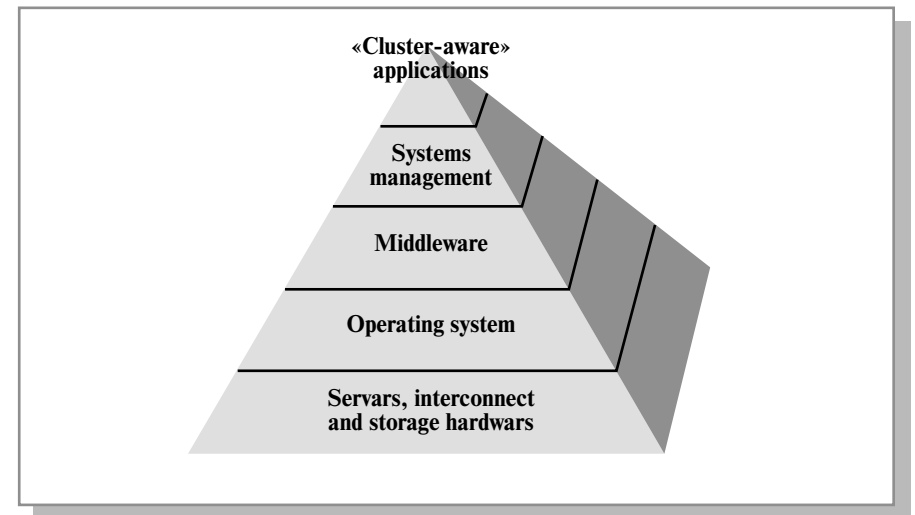 «Cluster-aware»
applications
Systems
management
Middleware
Operating system
Servars, interconnect
and storage hardwars